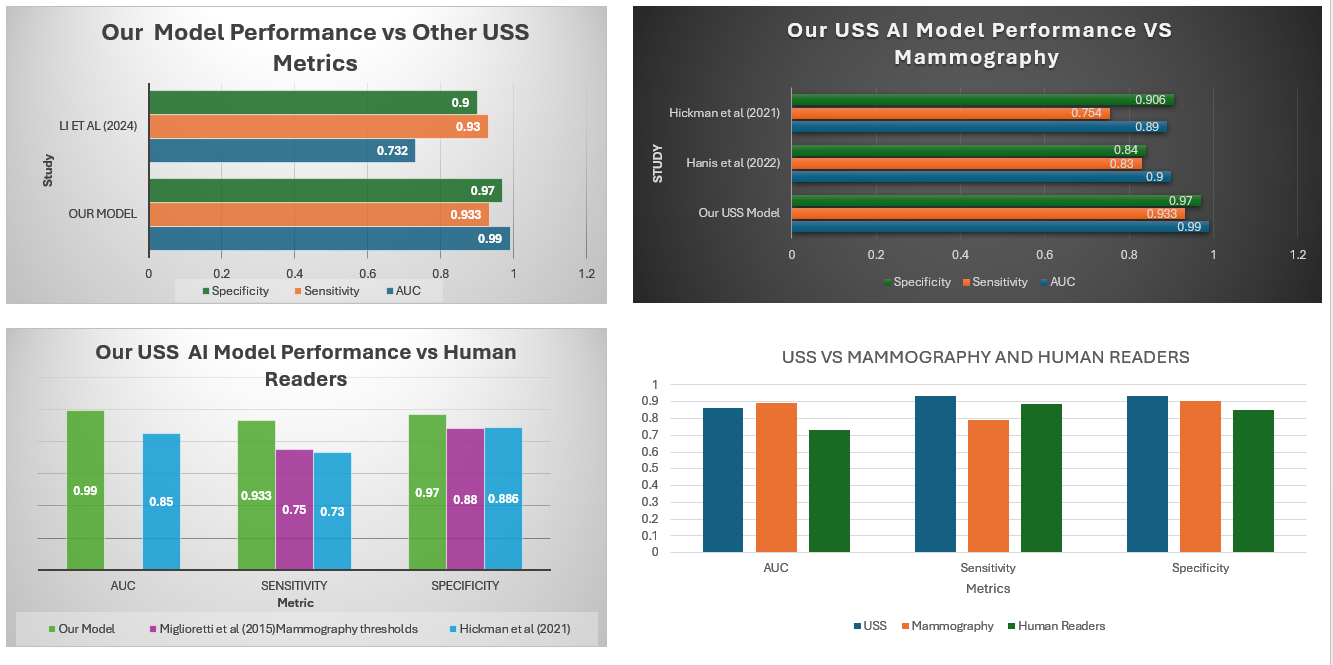 Our  Model Performance vs Other USS
Metrics
Study
LI ET AL (2024)
0.9
0.93
0.732
OUR MODEL
0.97
0.933
0.99
0 0.2 0.4 0.6 0.8 1 1.2
Specificity Sensitivity AUC
Our USS AI Model Performance VS
Mammography
STUDY
Hickman et al (2021)
0.906
0.754
0.89
Hanis et al (2022)
0.84
0.83
0.9
Our USS Model
0.97
0.933
0.99
0 0.2 0.4 0.6 0.8 1 1.2
Specificity Sensitivity AUC
Our USS  AI Model Performance vs Human
Readers
0.99 0.85 0.933 0.75 0.73 0.97 0.88 0.886
AUC SENSITIVITY SPECIFICITY
Metric
Our Model Miglioretti et al (2015)Mammography thresholds Hickman et al (2021)
USS VS MAMMOGRAPHY AND HUMAN READERS
1
0.9
0.8
0.7
0.6
0.5
0.4
0.3
0.2
0.1
0
AUC Sensitivity Specificity
Metrics
USS Mammography Human Readers